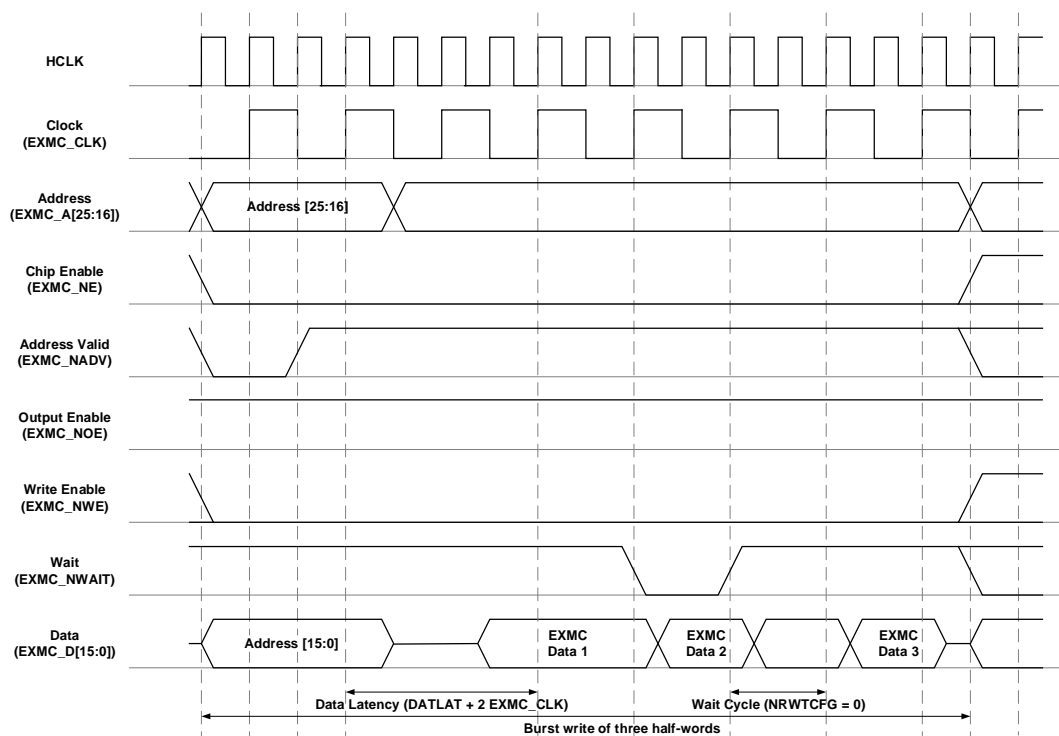 HCLK
Clock
(EXMC_CLK)
Address
(EXMC_A[25:16])
Address [25:16]
Chip Enable
(EXMC_NE)
Address Valid
(EXMC_NADV)
Output Enable
(EXMC_NOE)
Write Enable
(EXMC_NWE)
Wait
(EXMC_NWAIT)
Data
(EXMC_D[15:0])
Address [15:0]
EXMC
Data 1
EXMC
Data 2
EXMC
Data 3
Data Latency (DATLAT + 2 EXMC_CLK)
Wait Cycle (NRWTCFG = 0)
Burst write of three half-words